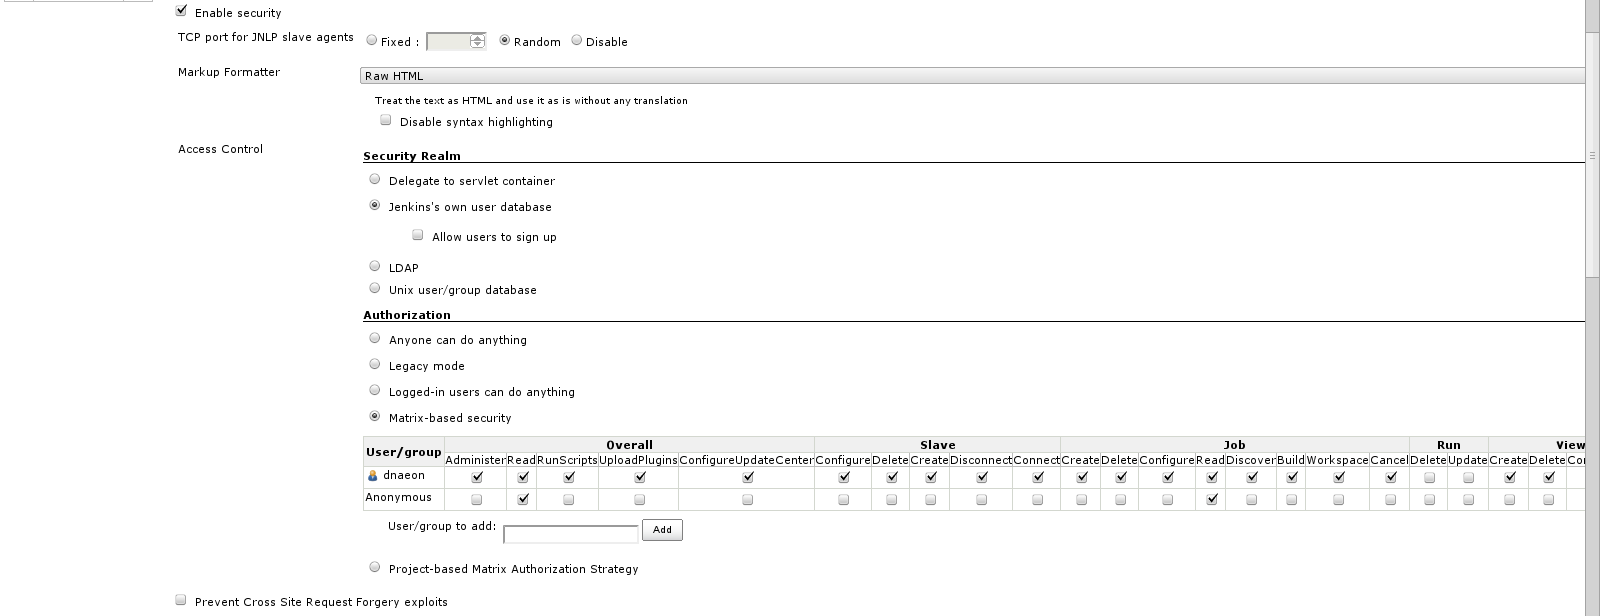 Enable security
TCP port for JNLP slave agents Fixed : Random Disable
Markup Formatter Raw HTML
Treat the text as HTML and use it as is without any translation
Disable syntax highlighting
Access Control
Security Realm
Delegate to servlet container
Jenkins's own user database
Allow users to sign up
LDAP
Unix user/group database
Authorization
Anyone can do anything
Legacy mode
Logged-in users can do anything
Matrix-based security
User/group Overall Slave Job Run View
Administer Read RunScripts UploadPlugins ConfigureUpdateCenter Configure Delete Create Disconnect Connect Create Delete Configure Read Discover Build Workspace Cancel Delete Update Create Delete
dnaeon
Anonymous
User/group to add: Add
Project-based Matrix Authorization Strategy
Prevent Cross Site Request Forgery exploits